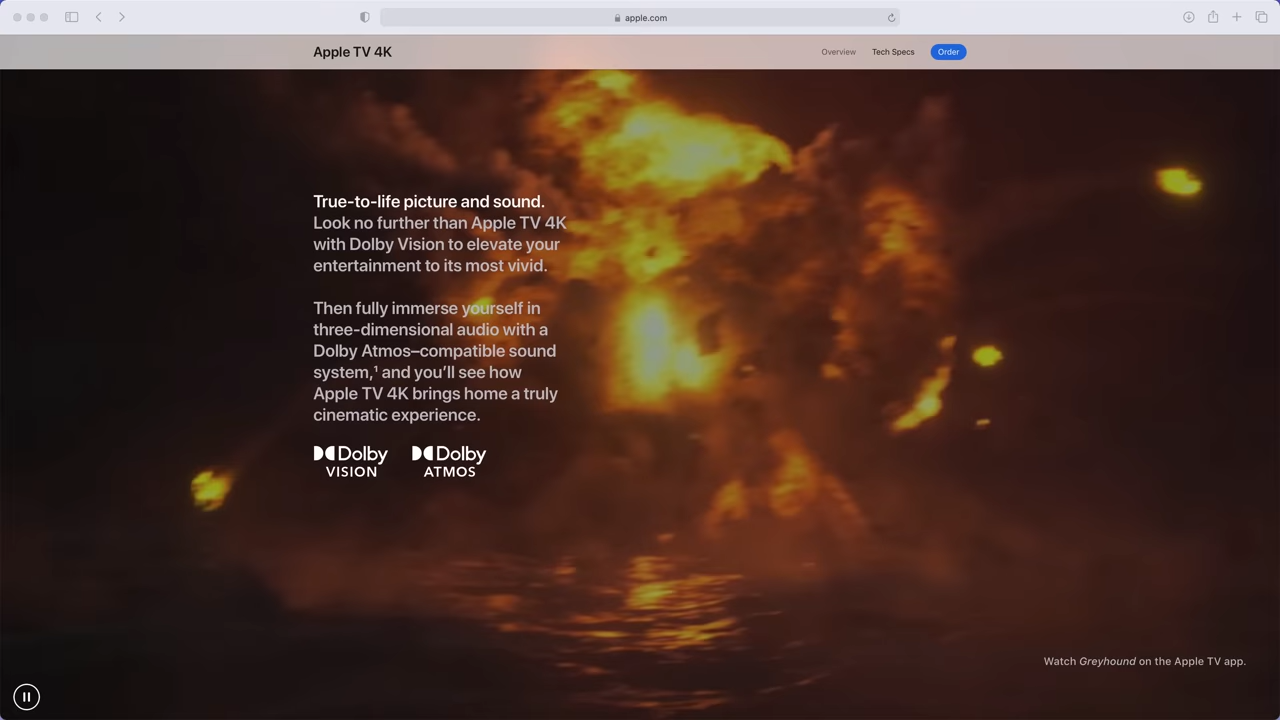 apple.com
Apple TV 4K
Overview
Tech Specs
Order
True-to-life picture and sound.
Look no further than Apple TV 4K
with Dolby Vision to elevate your
entertainment to its most vivid.
Then fully immerse yourself in
three-dimensional audio with a
Dolby Atmos–compatible sound
system,¹ and you’ll see how
Apple TV 4K brings home a truly
cinematic experience.
Dolby
VISION
Dolby
ATMOS
Watch Greyhound on the Apple TV app.